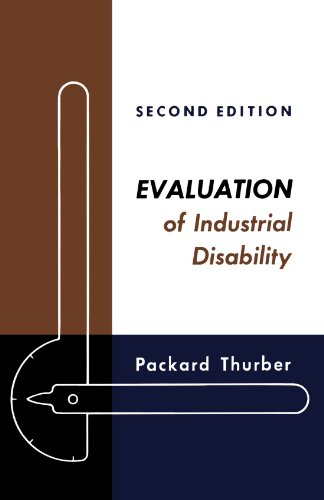 SECOND EDITION
EVALUATION
of Industrial
Disability
Packard Thurber